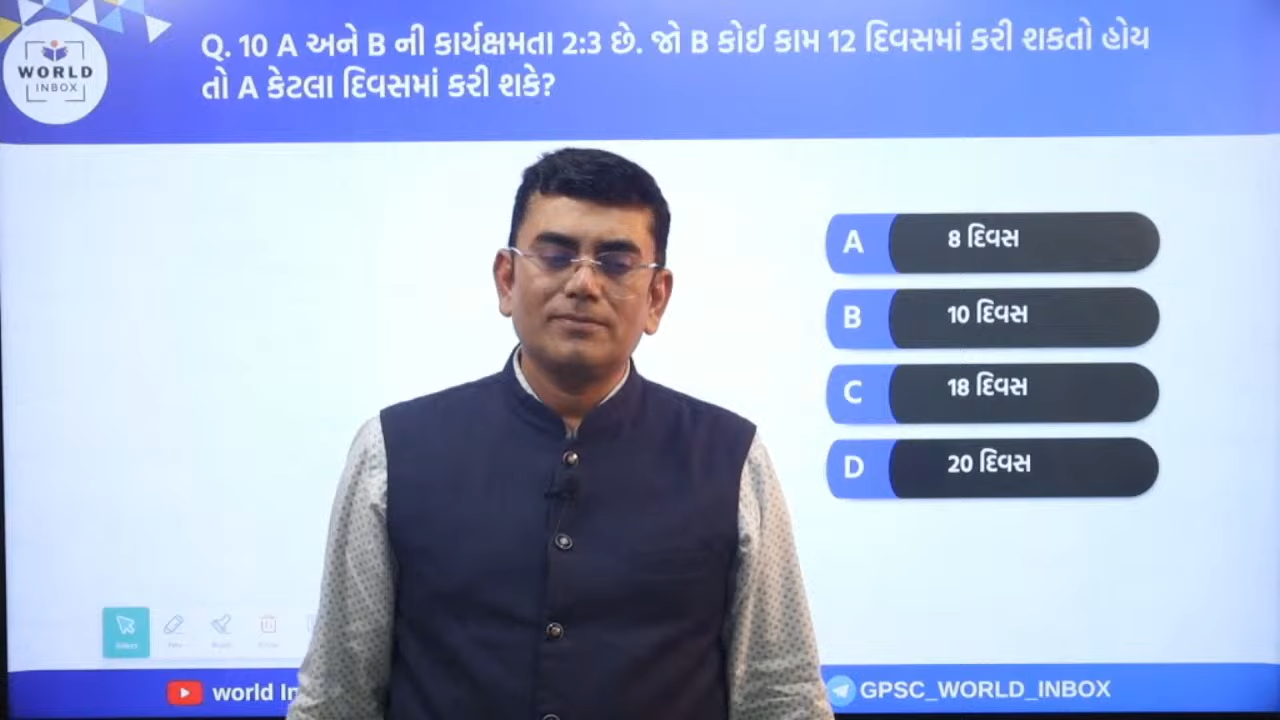 Q. 10 A અને B ની કાર્યક્ષમતા 2:3 છે. જો B કોઈ કામ 12 દિવસમાં કરી શકતો હોય
તો A કેટલા દિવસમાં કરી શકે?
WORLD
INBOX
A 8 દિવસ
B 10 દિવસ
C 18 દિવસ
D 20 દિવસ
Select
world In
GPSC_WORLD_INBOX